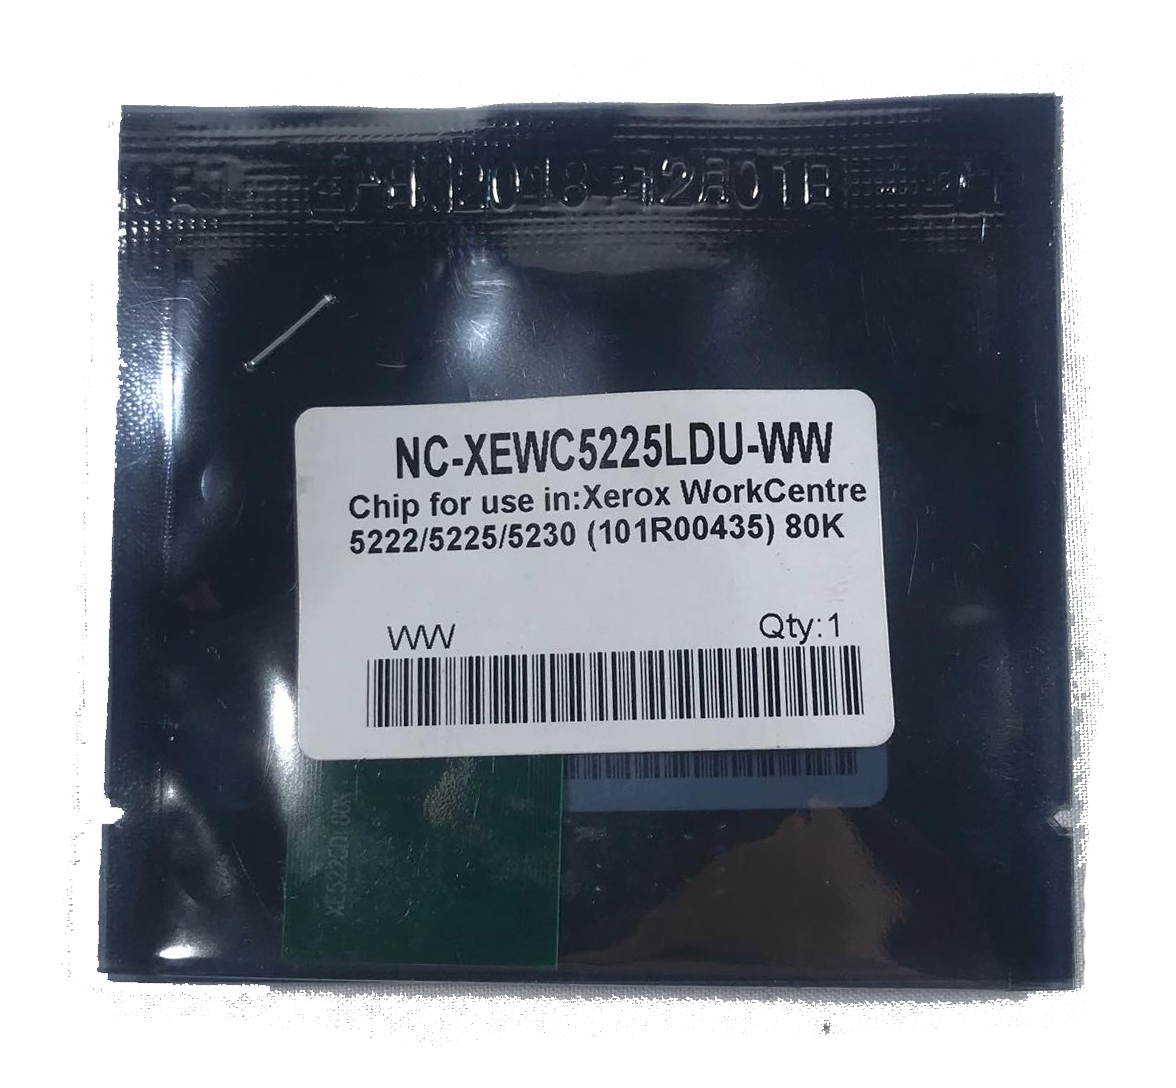 NC-XEWC5225LDU-WW
Chip for use in:Xerox WorkCentre
5222/5225/5230 (101R00435) 80K
WW
Qty:1